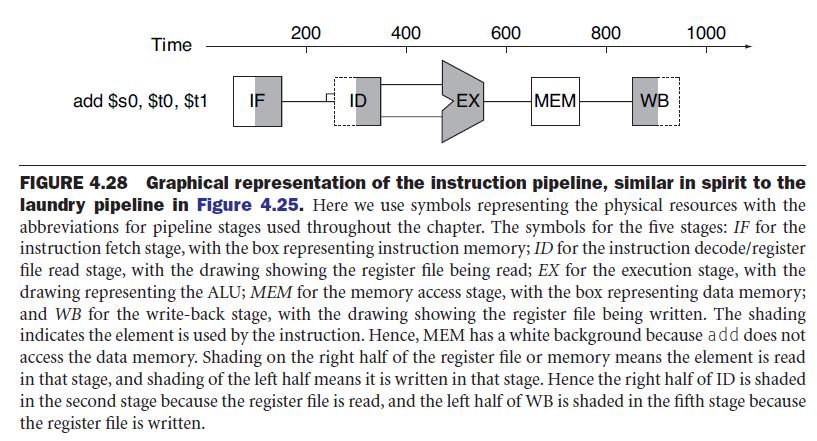 Time 200 400 600 800 1000
add $s0, $t0, $t1 IF ID EX MEM WB
FIGURE 4.28 Graphical representation of the instruction pipeline, similar in spirit to the
laundry pipeline in Figure 4.25. Here we use symbols representing the physical resources with the
abbreviations for pipeline stages used throughout the chapter. The symbols for the five stages: IF for the
instruction fetch stage, with the box representing instruction memory; ID for the instruction decode/register
file read stage, with the drawing showing the register file being read; EX for the execution stage, with the
drawing representing the ALU; MEM for the memory access stage, with the box representing data memory;
and WB for the write-back stage, with the drawing showing the register file being written. The shading
indicates the element is used by the instruction. Hence, MEM has a white background because add does not
access the data memory. Shading on the right half of the register file or memory means the element is read
in that stage, and shading of the left half means it is written in that stage. Hence the right half of ID is shaded
in the second stage because the register file is read, and the left half of WB is shaded in the fifth stage because
the register file is written.